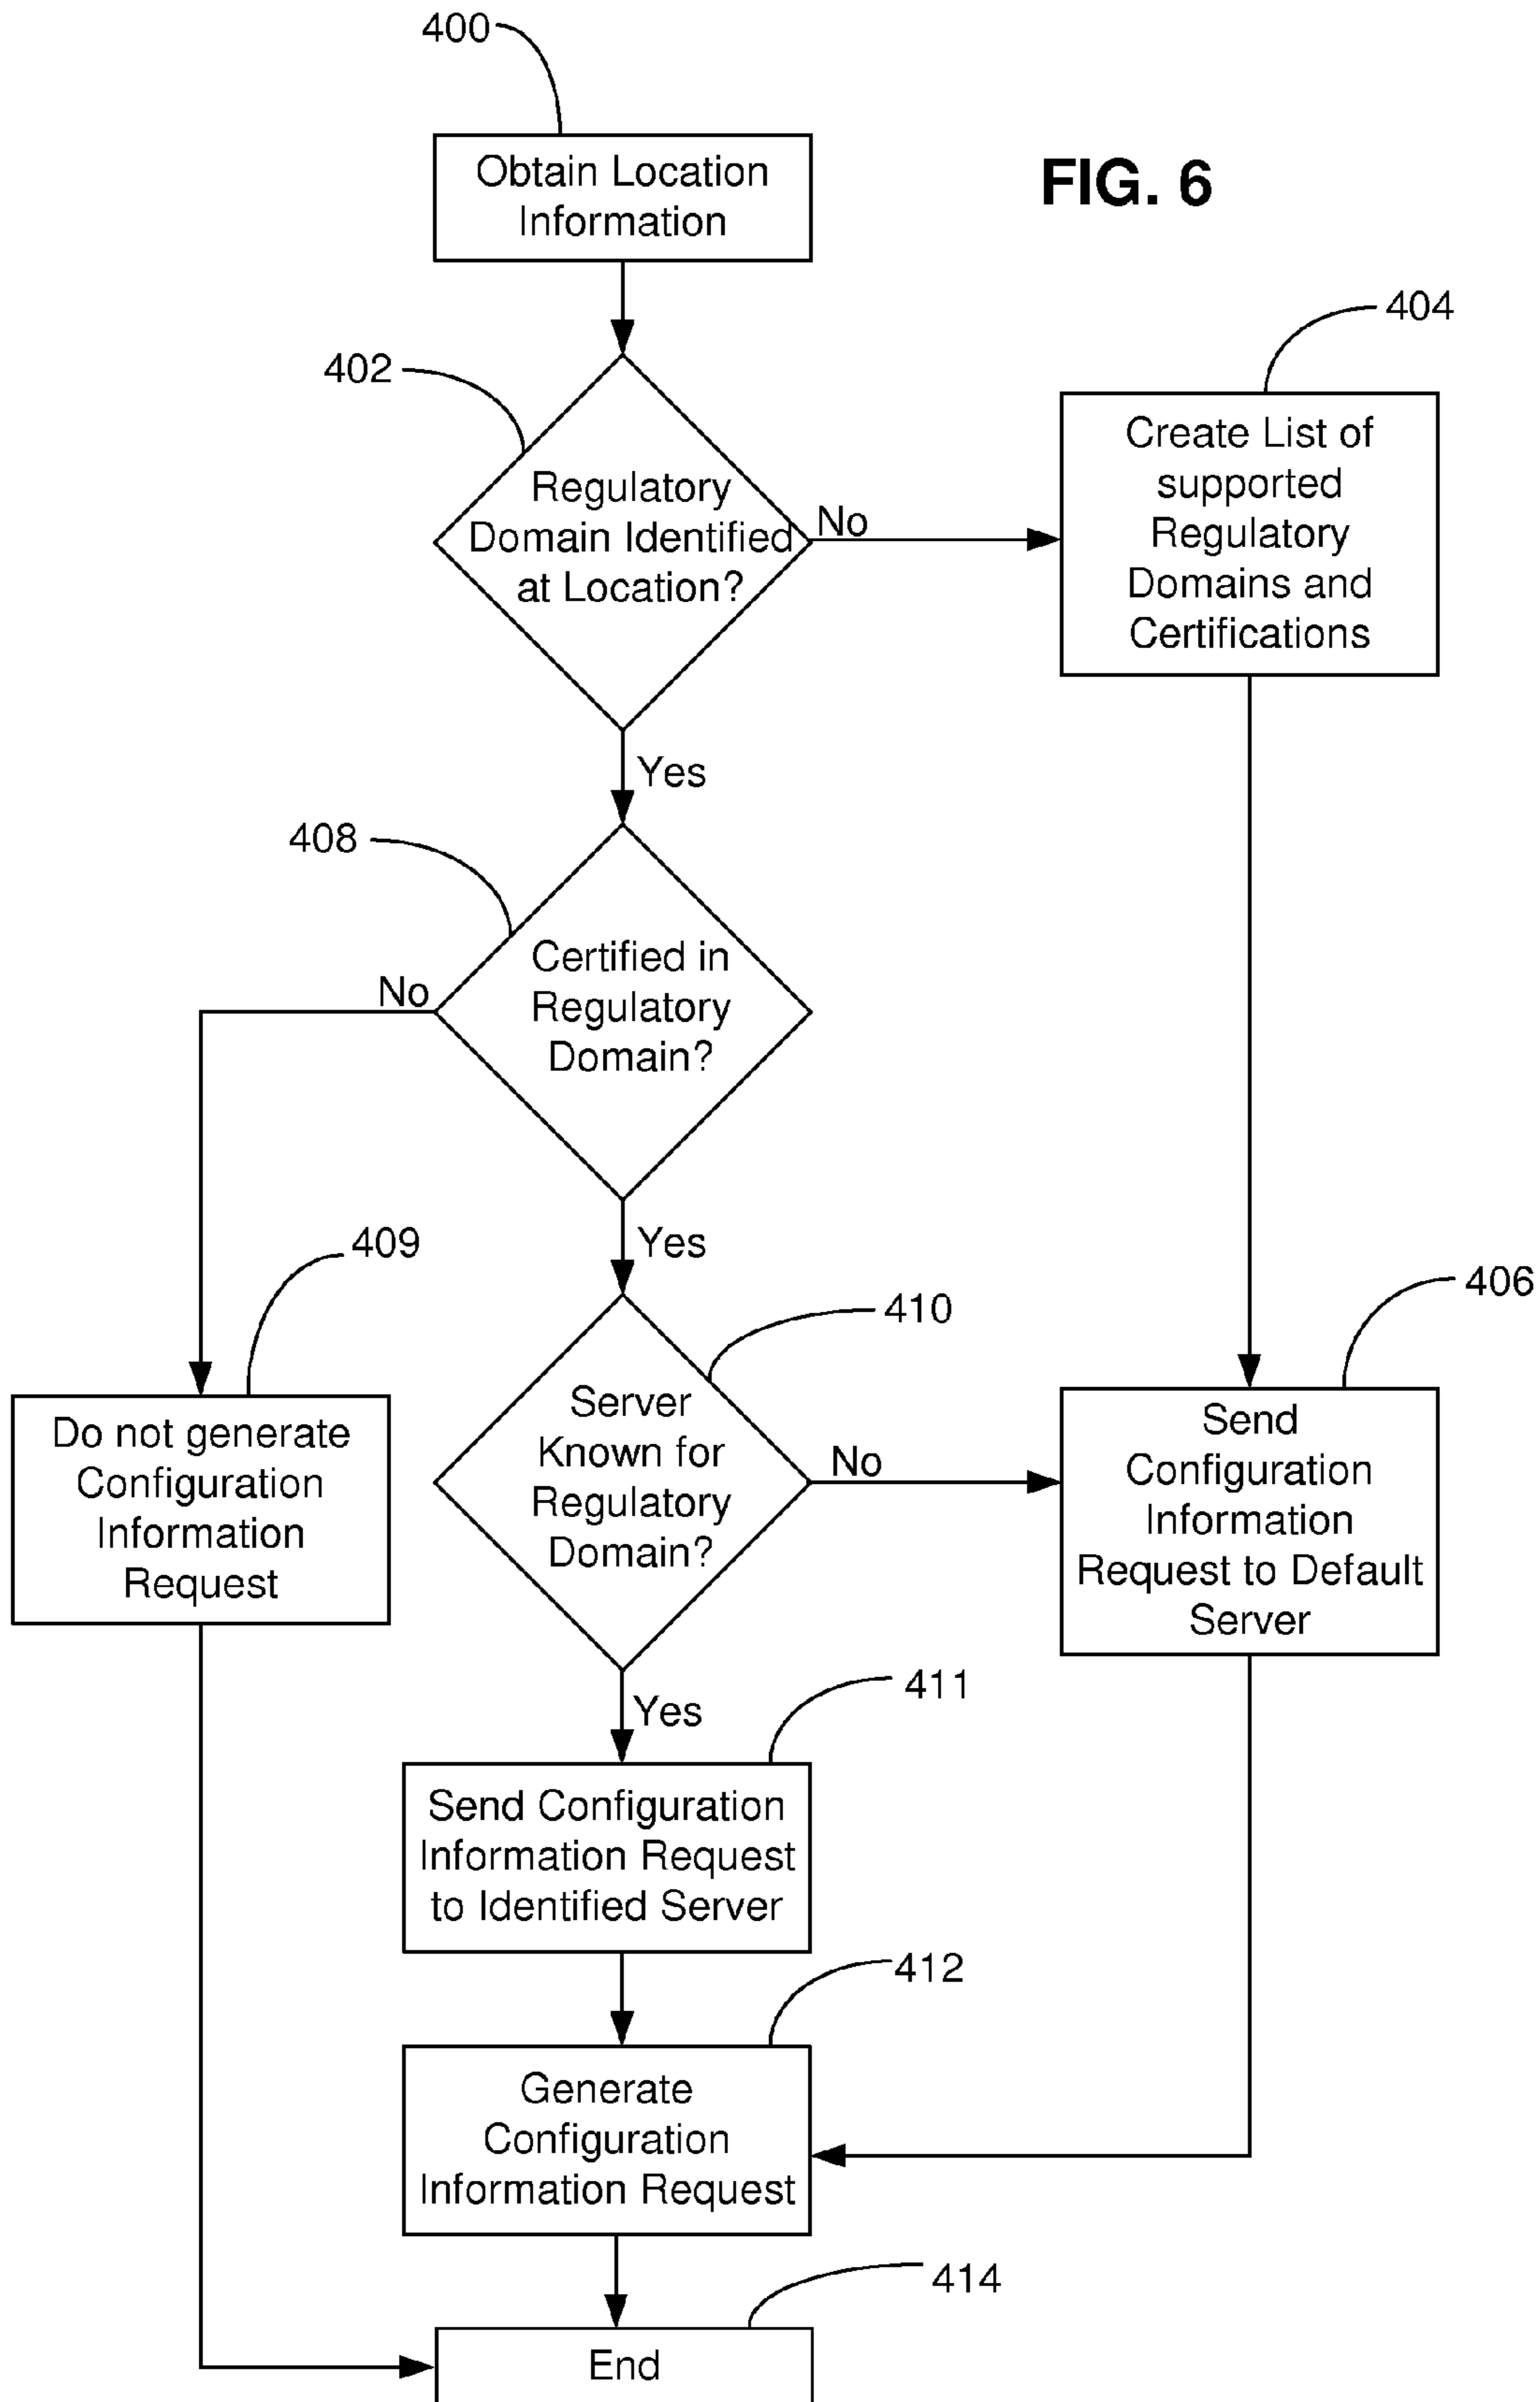 400
Obtain Location
Information
FIG. 6
404
402
Create List of
supported
Regulatory
Domains and
Certifications
Regulatory
Domain Identified
at Location?
No
Yes
408
Certified in
Regulatory
Domain?
No
Yes
409
406
410
Do not generate
Configuration
Information
Request
Server
Known for
Regulatory
Domain?
No
Send
Configuration
Information
Request to Default
Server
Yes
411
Send Configuration
Information Request
to Identified Server
412
Generate
Configuration
Information Request
414
End